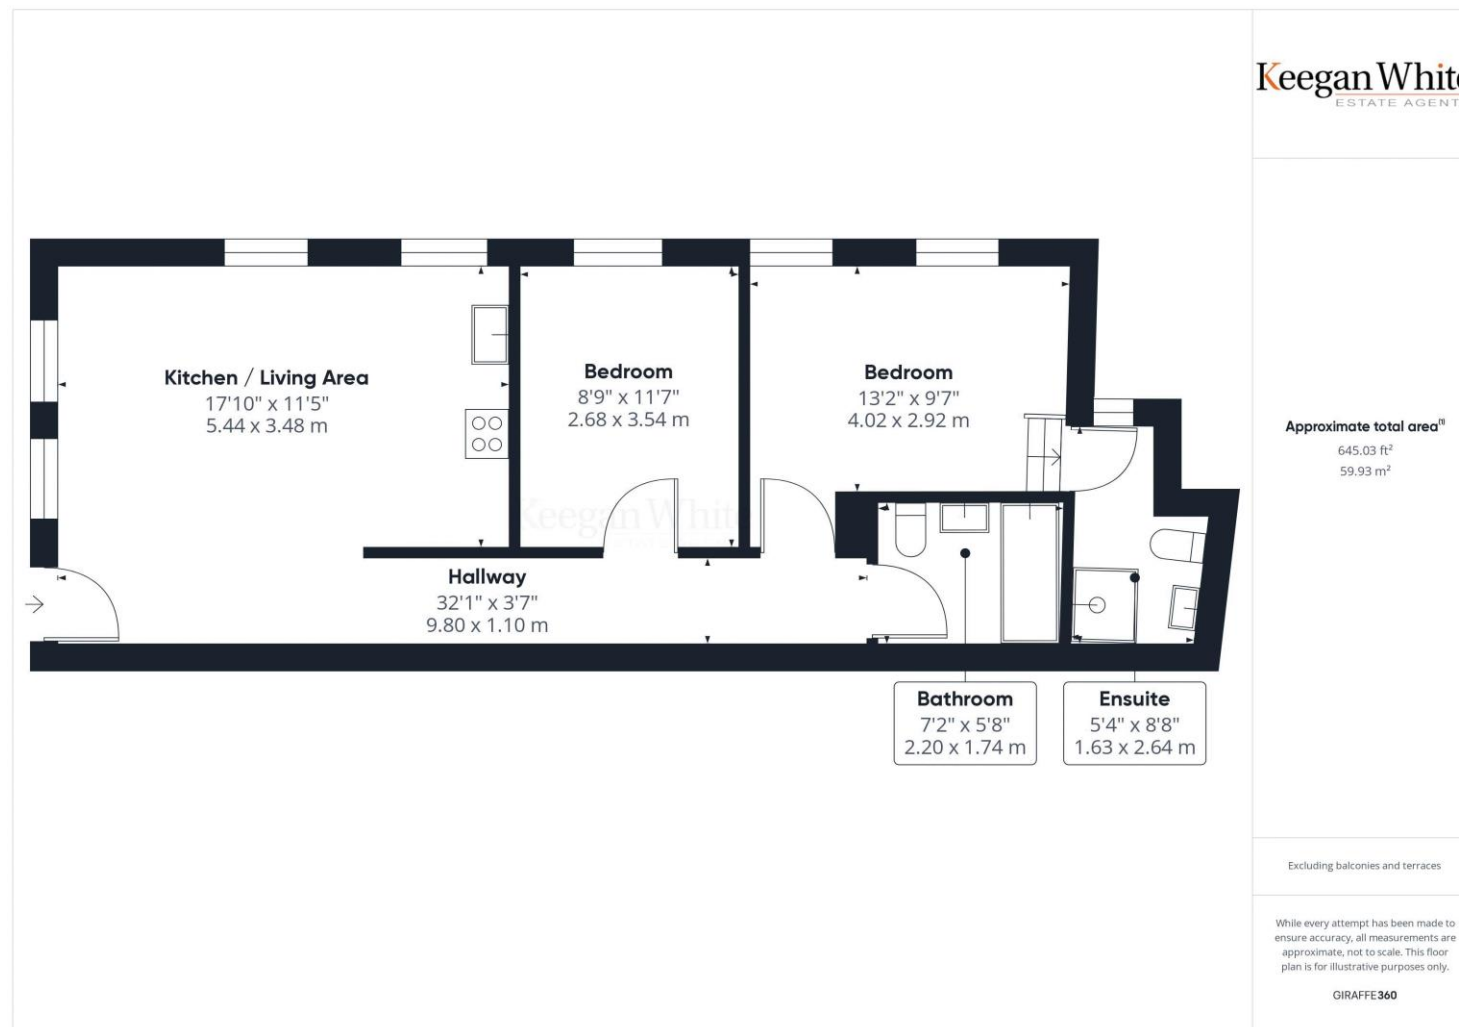 Keegan White
ESTATE AGENT
Kitchen / Living Area
17'10" x 11'5"
5.44 x 3.48 m
Bedroom
8'9" x 11'7"
2.68 x 3.54 m
Bedroom
13'2" x 9'7"
4.02 x 2.92 m
Keegan White
Hallway
32'1" x 3'7"
9.80 x 1.10 m
Bathroom
7'2" x 5'8"
2.20 x 1.74 m
Ensuite
5'4" x 8'8"
1.63 x 2.64 m
Approximate total area(1)
645.03 ft²
59.93 m²
Excluding balconies and terraces
While every attempt has been made to
ensure accuracy, all measurements are
approximate, not to scale. This floor
plan is for illustrative purposes only.
GIRAFFE360